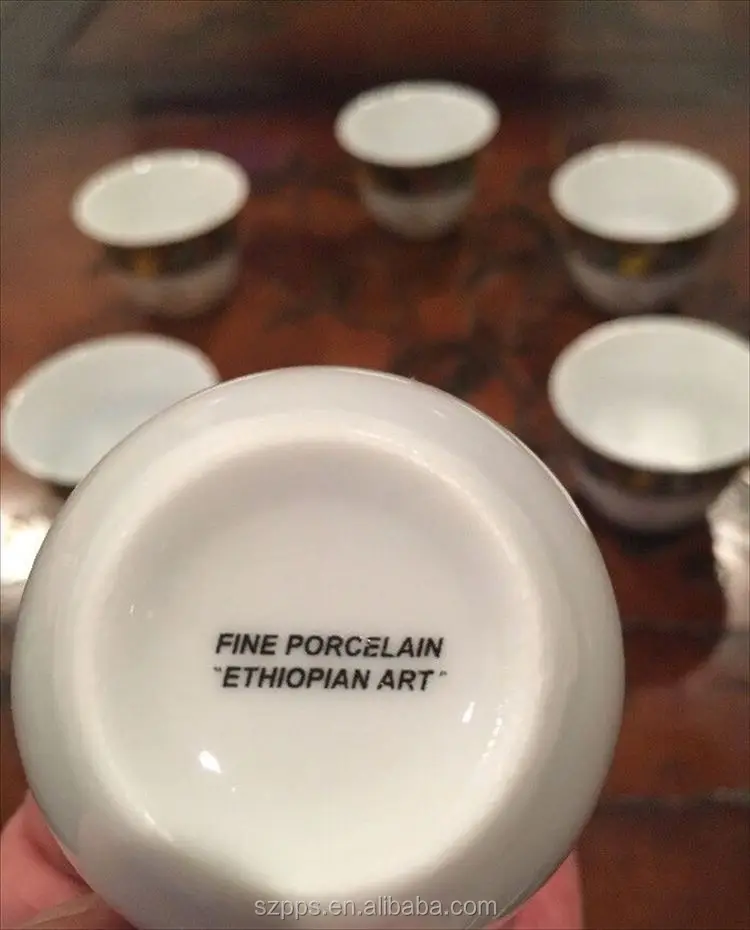 FINE PORCELAIN
"ETHIOPIAN ART"
szpps.en.alibaba.com